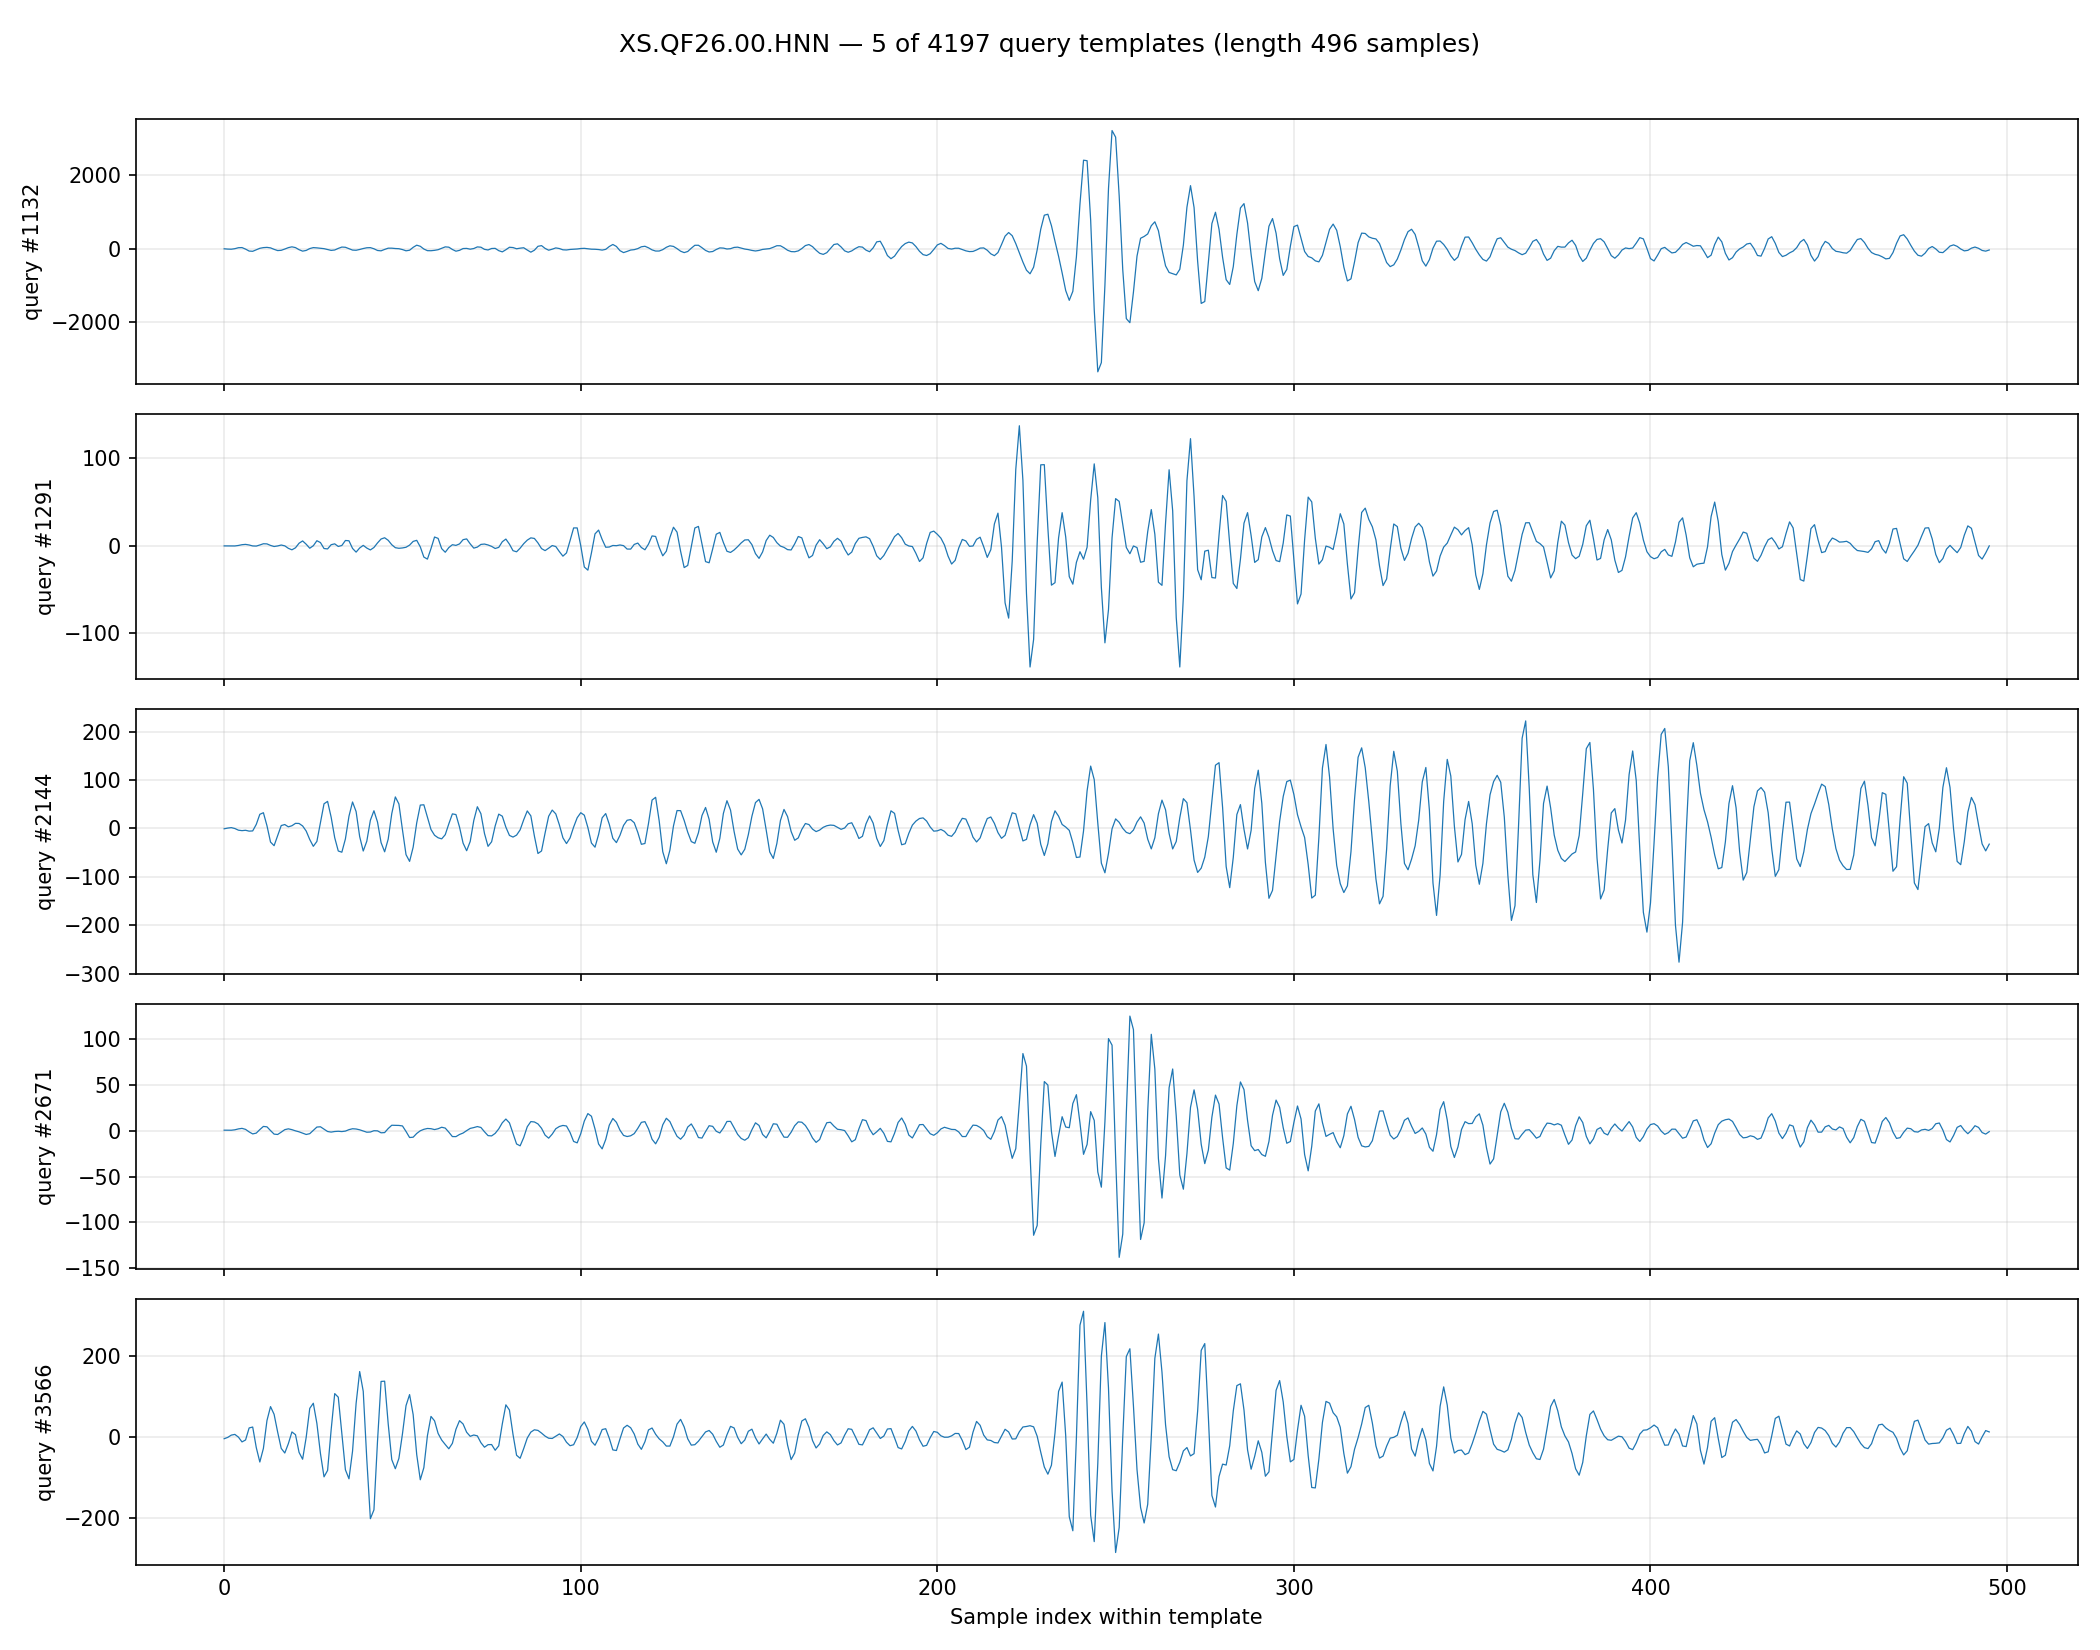 XS.QF26.00.HNN — 5 of 4197 query templates (length 496 samples)
query #1132
2000
0
−2000
query #1291
100
0
−100
query #2144
200
100
0
−100
−200
−300
query #2671
100
50
0
−50
−100
−150
query #3566
200
0
−200
0 100 200 300 400 500
Sample index within template